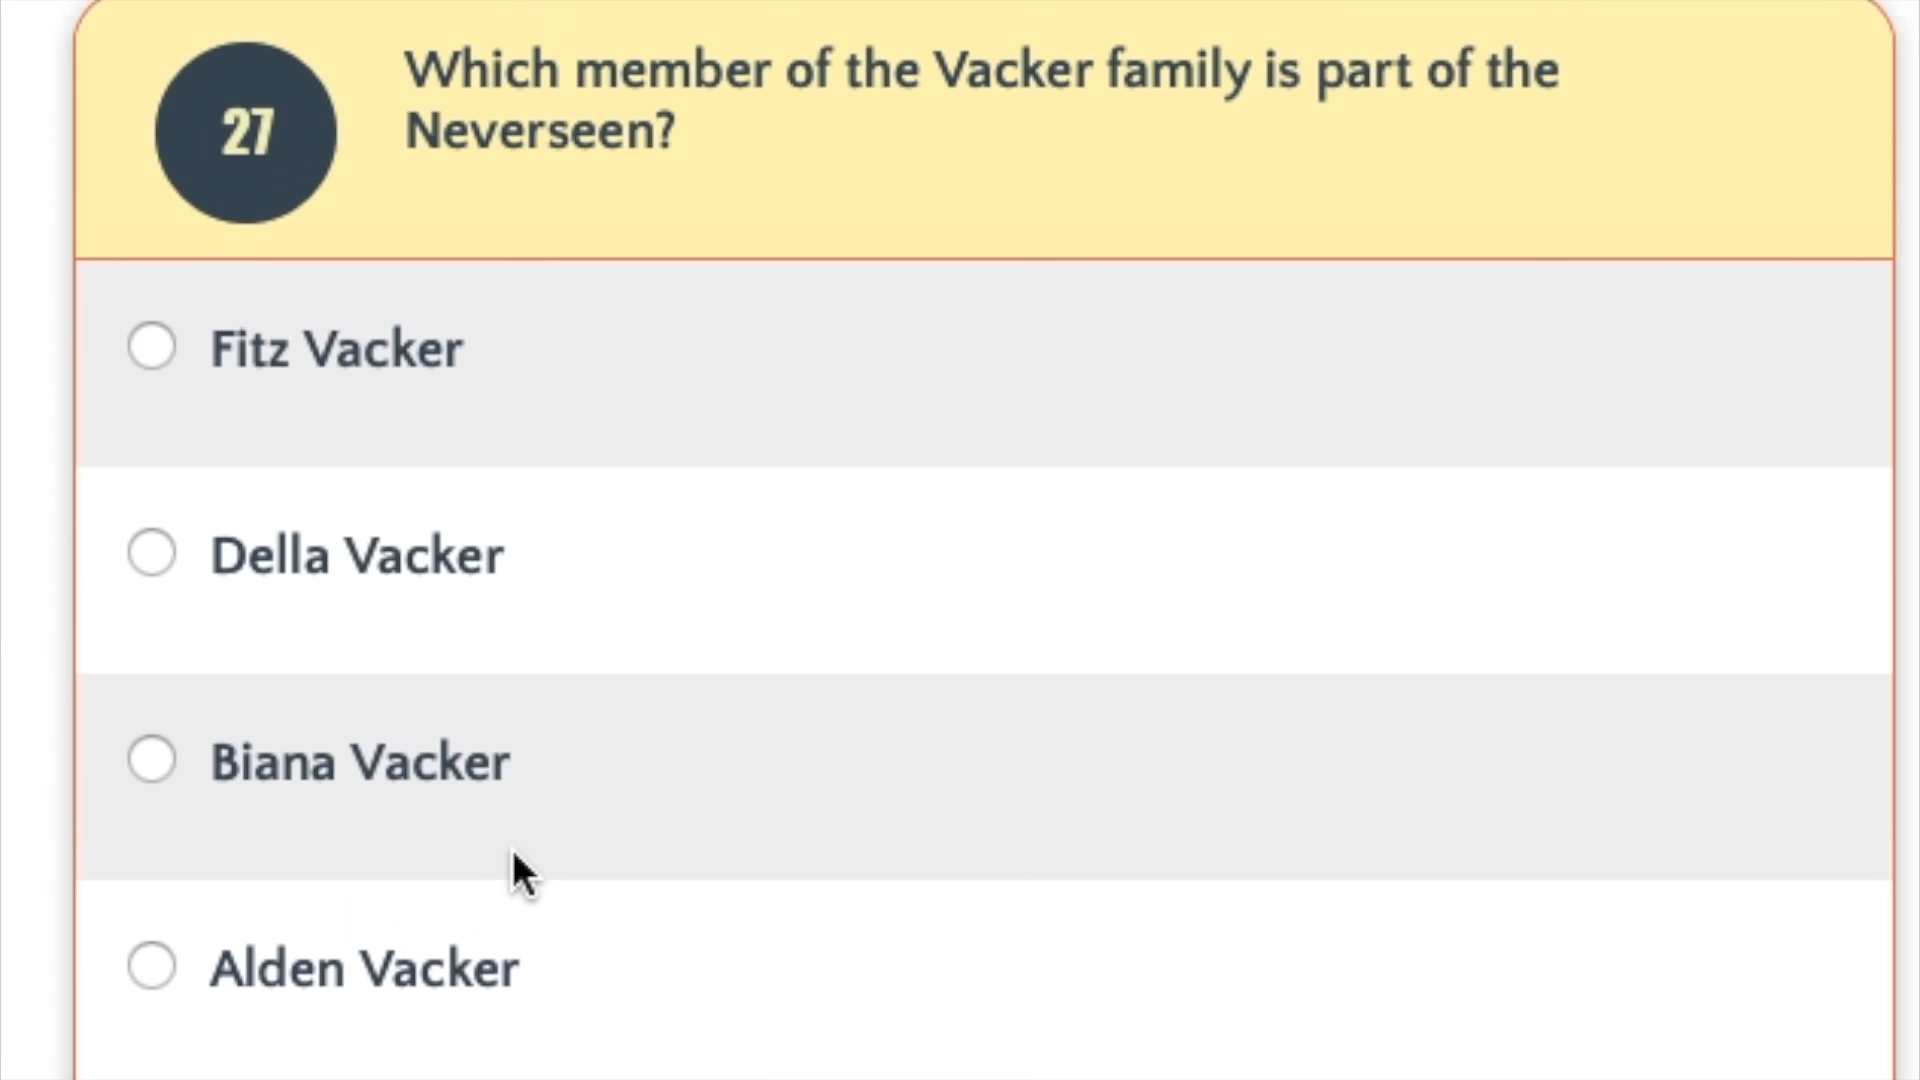 27
Which member of the Vacker family is part of the
Neverseen?
Fitz Vacker
Della Vacker
Biana Vacker
Alden Vacker